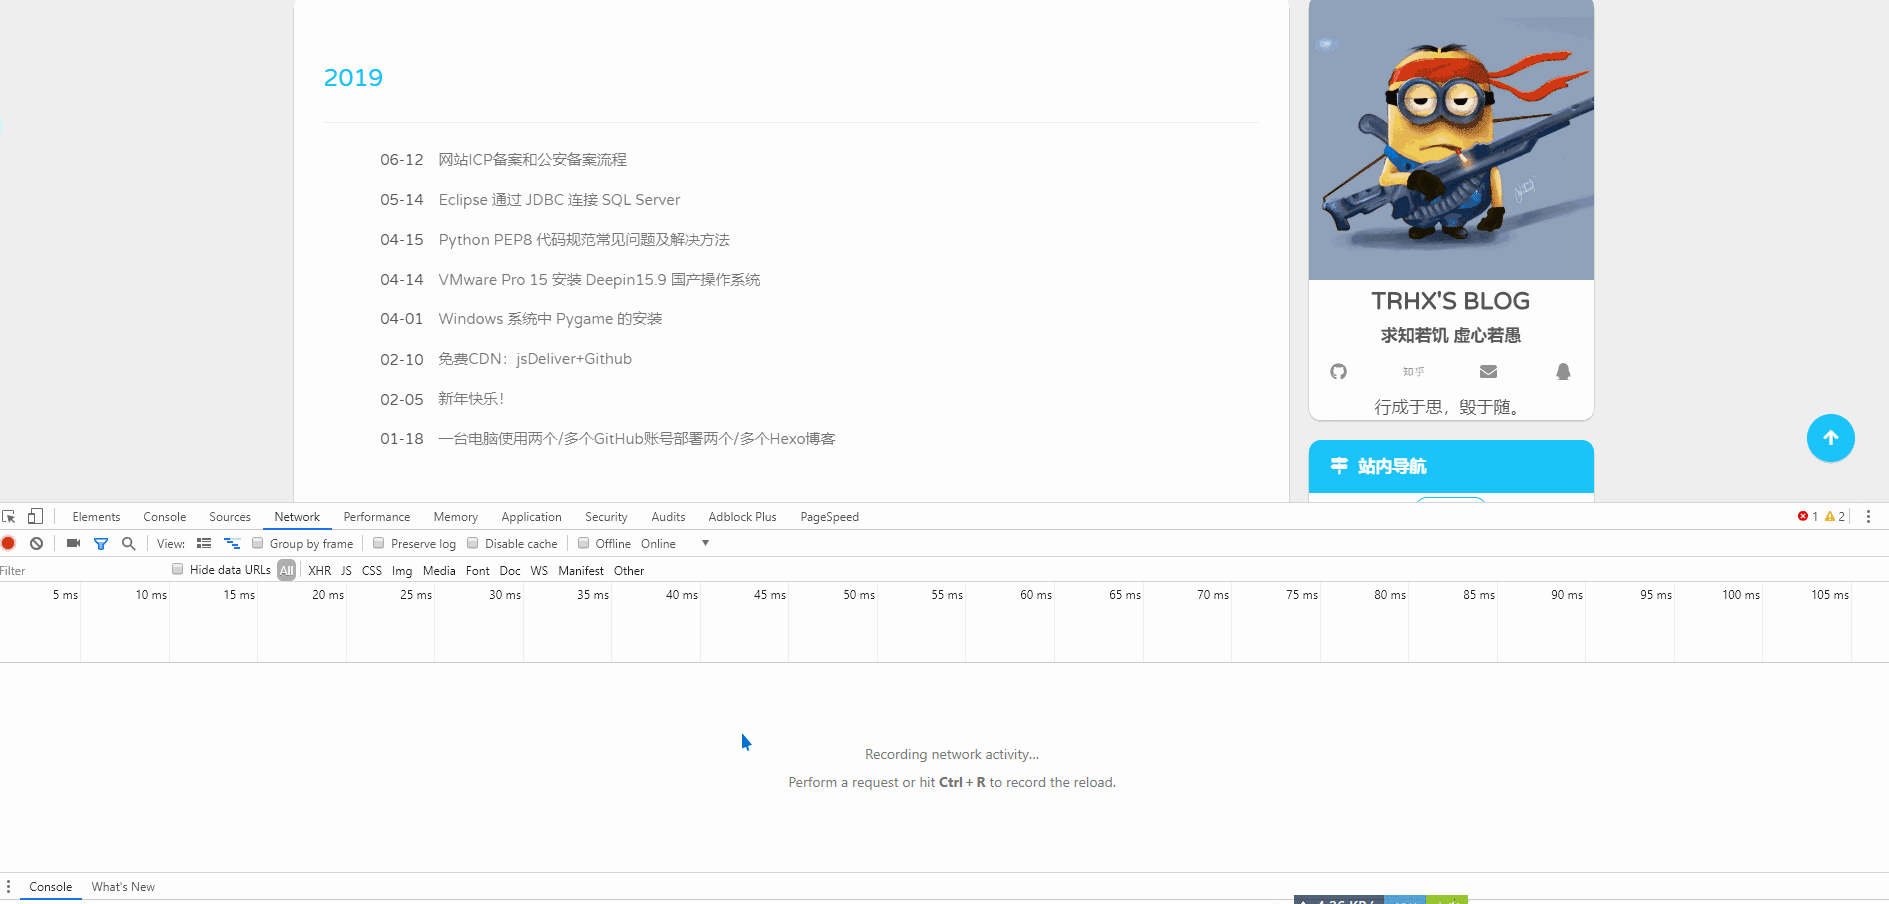 2019
06-12 网站ICP备案和公安备案流程
05-14 Eclipse 通过 JDBC 连接 SQL Server
04-15 Python PEP8 代码规范常见问题及解决方法
04-14 VMware Pro 15 安装 Deepin15.9 国产操作系统
04-01 Windows 系统中 Pygame 的安装
02-10 免费CDN：jsDeliver+Github
02-05 新年快乐！
01-18 一台电脑使用两个/多个GitHub账号部署两个/多个Hexo博客
TRHX'S BLOG
求知若饥 虚心若愚
知乎
行成于思，毁于随。
站内导航
Elements Console Sources Network Performance Memory Application Security Audits Adblock Plus PageSpeed 1 2
View: Group by frame Preserve log Disable cache Offline Online
Filter Hide data URLs All XHR JS CSS Img Media Font Doc WS Manifest Other
5 ms 10 ms 15 ms 20 ms 25 ms 30 ms 35 ms 40 ms 45 ms 50 ms 55 ms 60 ms 65 ms 70 ms 75 ms 80 ms 85 ms 90 ms 95 ms 100 ms 105 ms
Recording network activity...
Perform a request or hit Ctrl + R to record the reload.
Console What's New